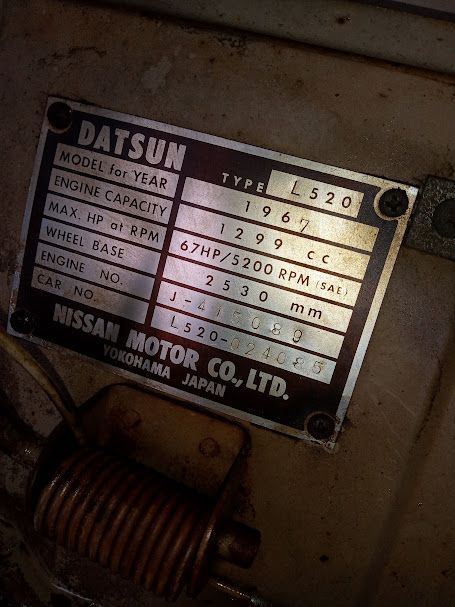 DATSUN
TYPE L520
MODEL for YEAR 1967
ENGINE CAPACITY 1299 cc
MAX. HP at RPM 67HP/5200 RPM (SAE)
WHEEL BASE 2530 mm
ENGINE NO. J-415089
CAR NO. L520-024085
NISSAN MOTOR CO., LTD.
YOKOHAMA JAPAN